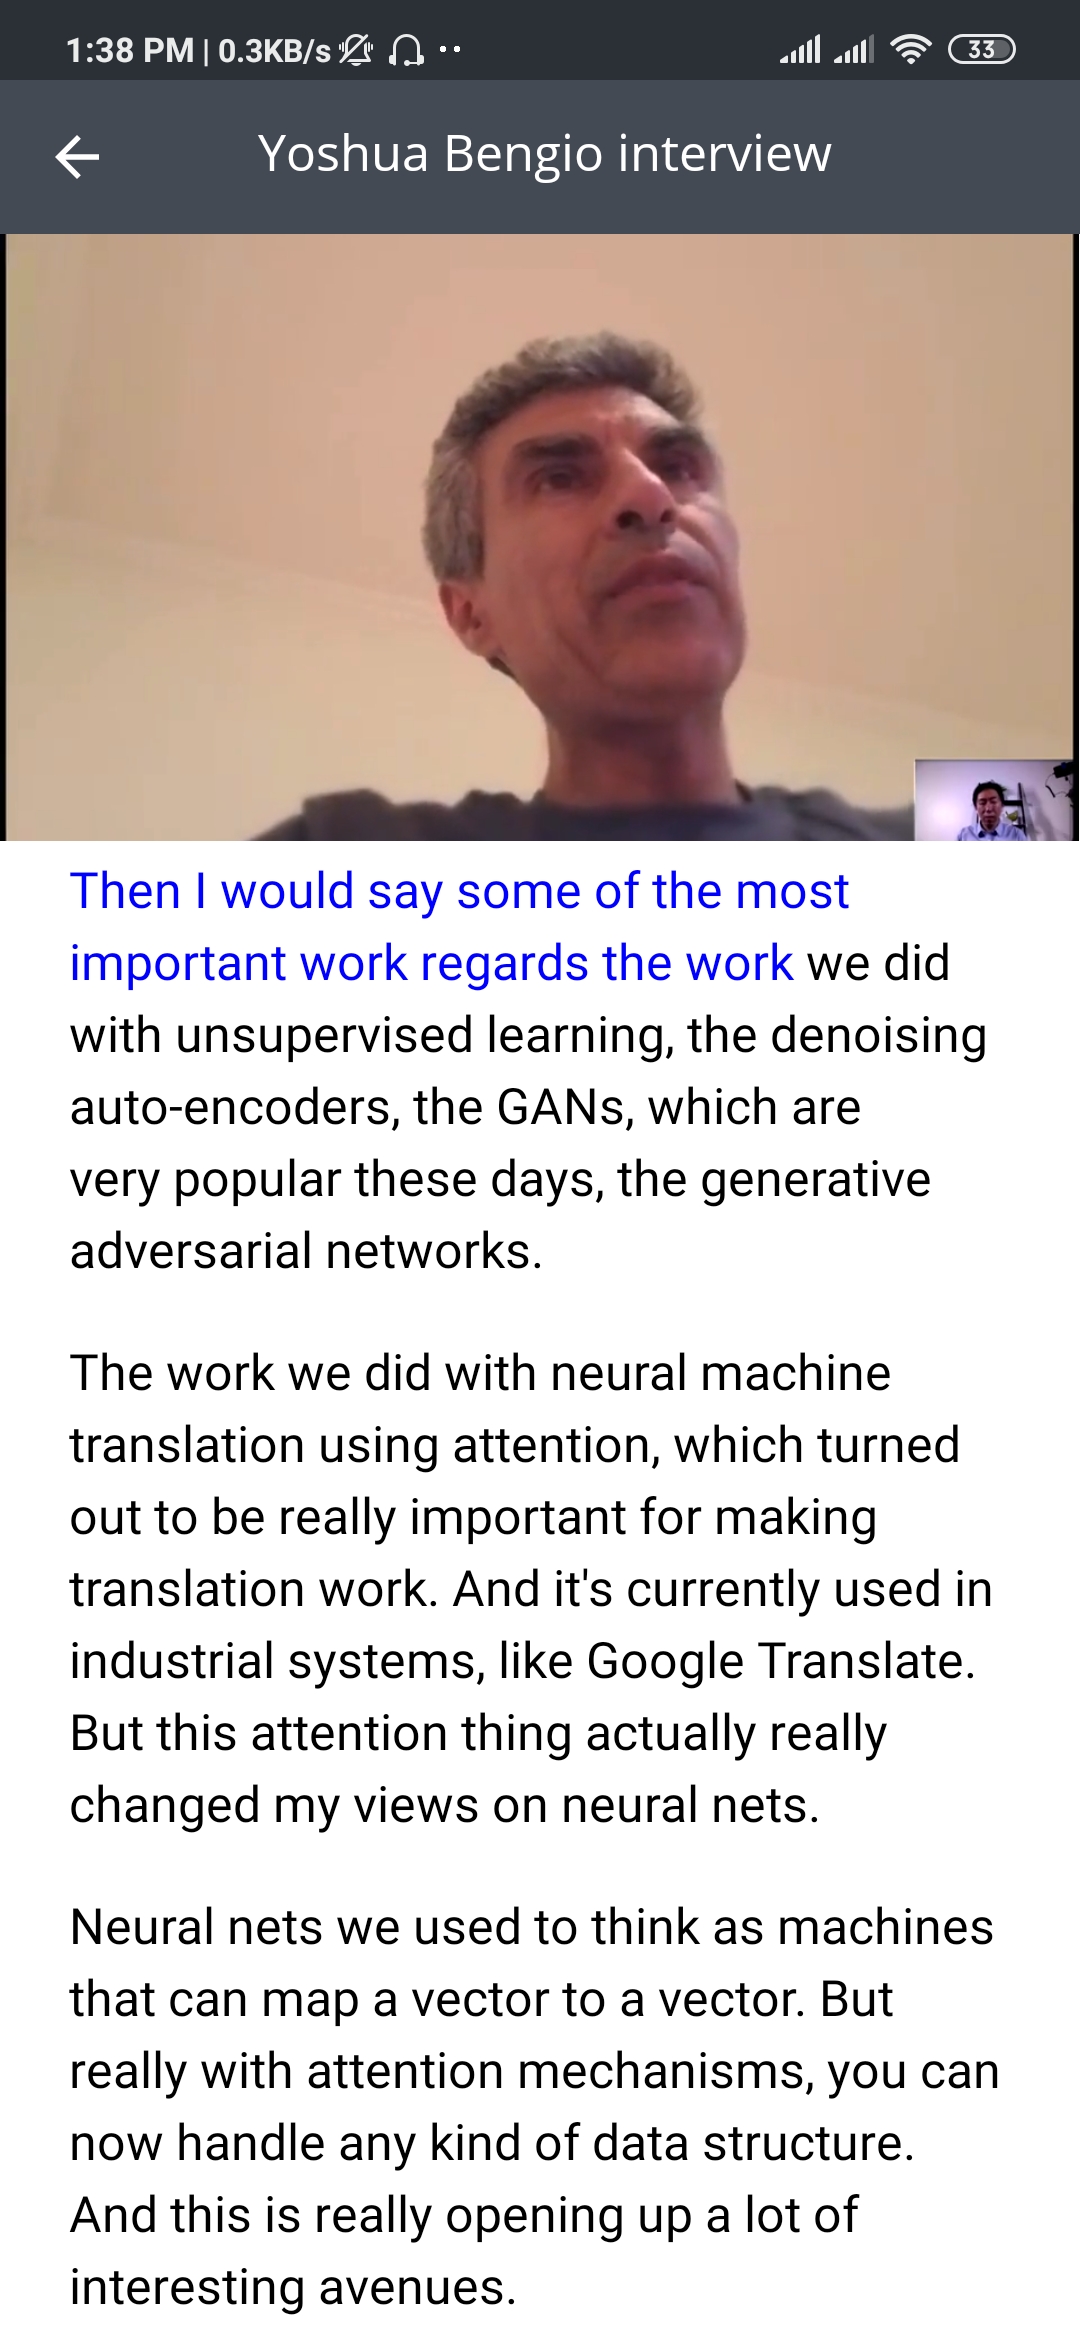 1:38 PM | 0.3KB/s
33
Yoshua Bengio interview
Then I would say some of the most
important work regards the work we did
with unsupervised learning, the denoising
auto-encoders, the GANs, which are
very popular these days, the generative
adversarial networks.
The work we did with neural machine
translation using attention, which turned
out to be really important for making
translation work. And it's currently used in
industrial systems, like Google Translate.
But this attention thing actually really
changed my views on neural nets.
Neural nets we used to think as machines
that can map a vector to a vector. But
really with attention mechanisms, you can
now handle any kind of data structure.
And this is really opening up a lot of
interesting avenues.